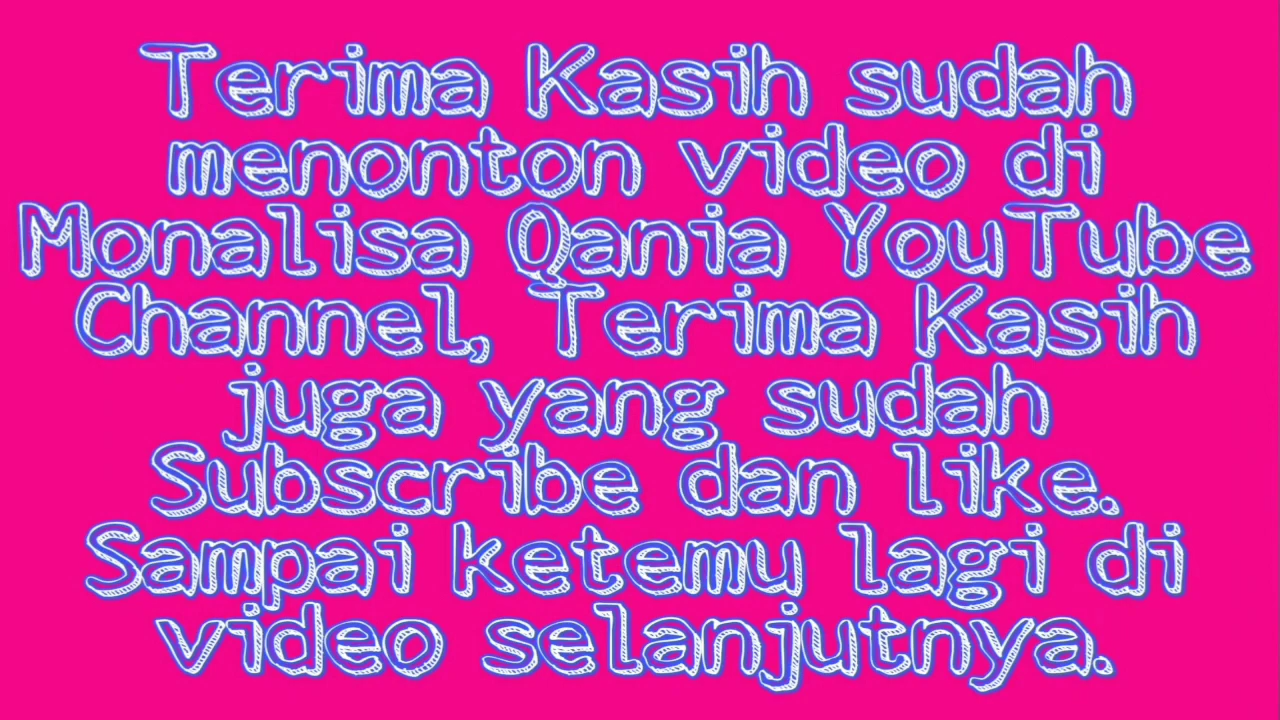 Terima Kasih sudah
menonton video di
Monalisa Qania YouTube
Channel, Terima Kasih
juga yang sudah
Subscribe dan like.
Sampai ketemu lagi di
video selanjutnya.